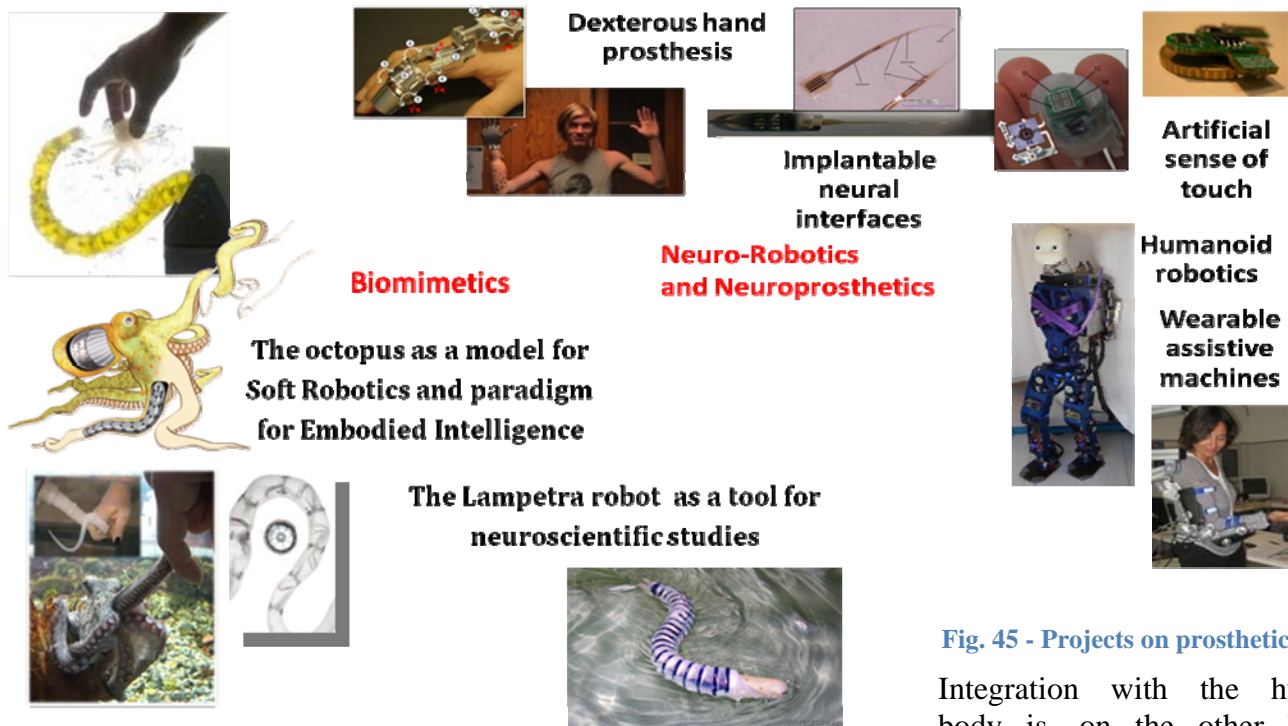 Dexterous hand
prosthesis
Implantable
neural
interfaces
Artificial
sense of
touch
Biomimetics
Neuro-Robotics
and Neuroprosthetics
Humanoid
robotics
Wearable
assistive
machines
The octopus as a model for
Soft Robotics and paradigm
for Embodied Intelligence
The Lampetra robot as a tool for
neuroscientific studies
Fig. 45 - Projects on prosthetic
Integration with the h
body is, on the other